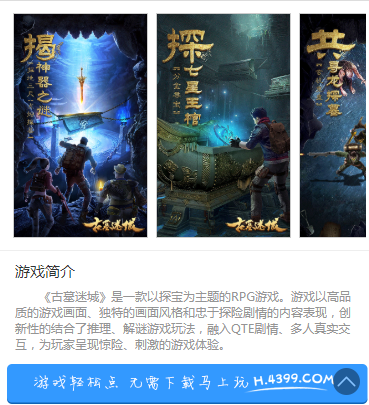 揭
神器之谜
探
七星王棺
共
寻龙探墓
古墓迷城
古墓迷城
游戏简介
《古墓迷城》是一款以探宝为主题的RPG游戏。游戏以高品
质的游戏画面、独特的画面风格和忠于探险剧情的内容表现，创
新性的结合了推理、解谜游戏玩法，融入QTE剧情、多人真实交
互，为玩家呈现惊险、刺激的游戏体验。
游戏轻松点 无需下载马上玩 H.4399.COM